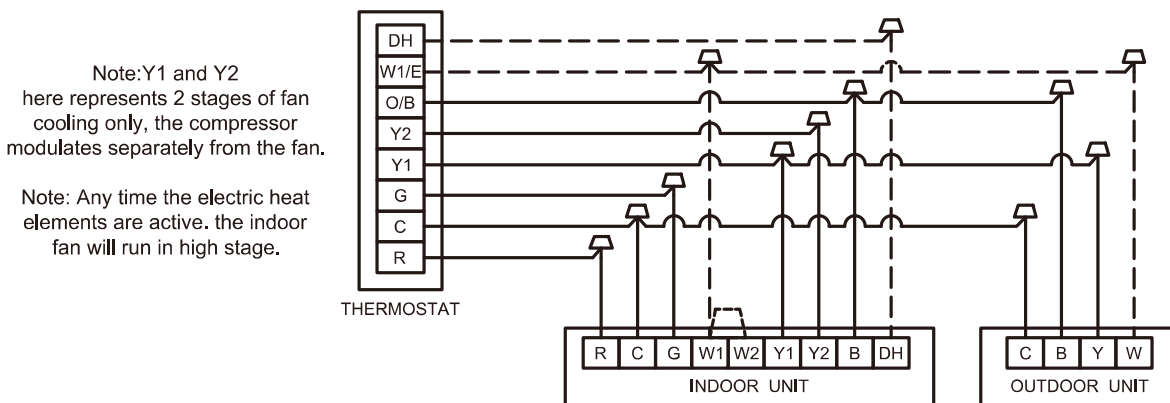 Note:Y1 and Y2
here represents 2 stages of fan
cooling only, the compressor
modulates separately from the fan.
Note: Any time the electric heat
elements are active. the indoor
fan will run in high stage.
DH
W1/E
O/B
Y2
Y1
G
C
R
THERMOSTAT
R C G W1 W2 Y1 Y2 B DH
INDOOR UNIT
C B Y W
OUTDOOR UNIT